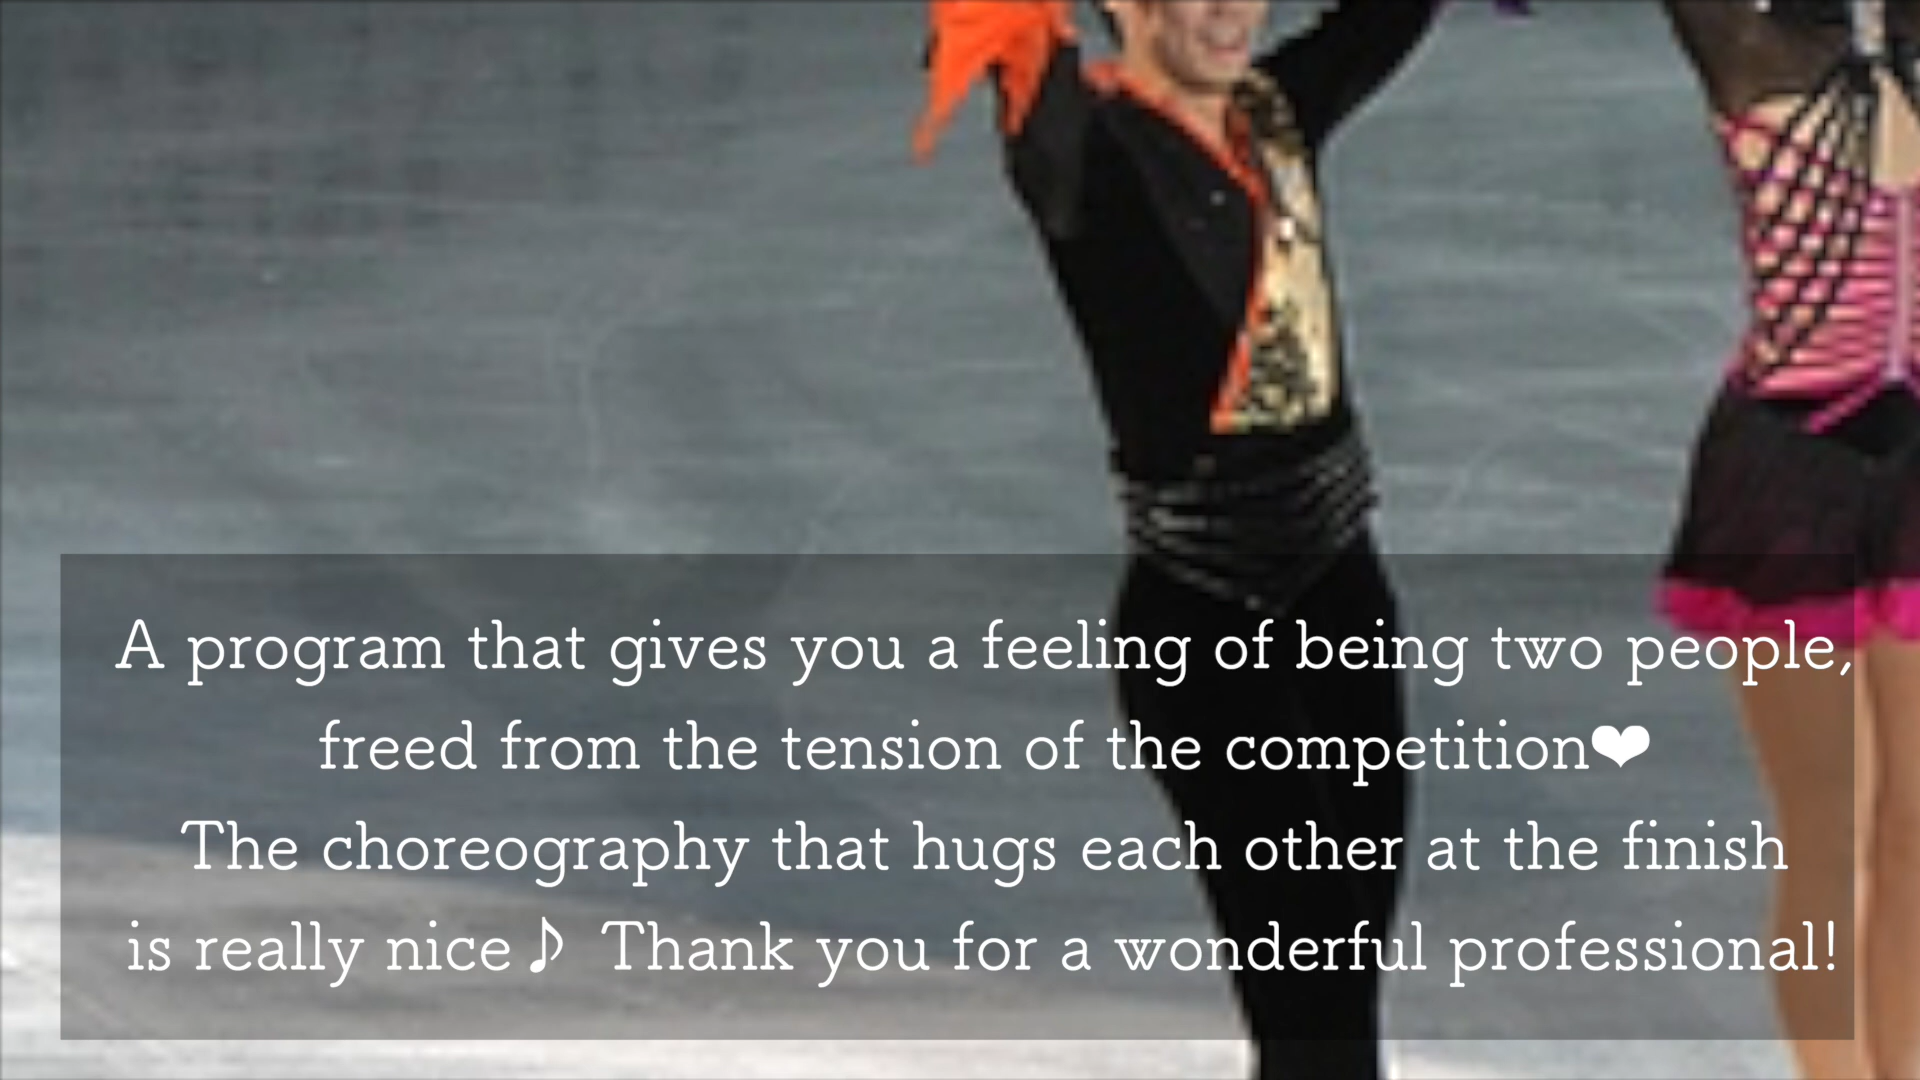 A program that gives you a feeling of being two people,
freed from the tension of the competition❤
The choreography that hugs each other at the finish
is really nice♪ Thank you for a wonderful professional!